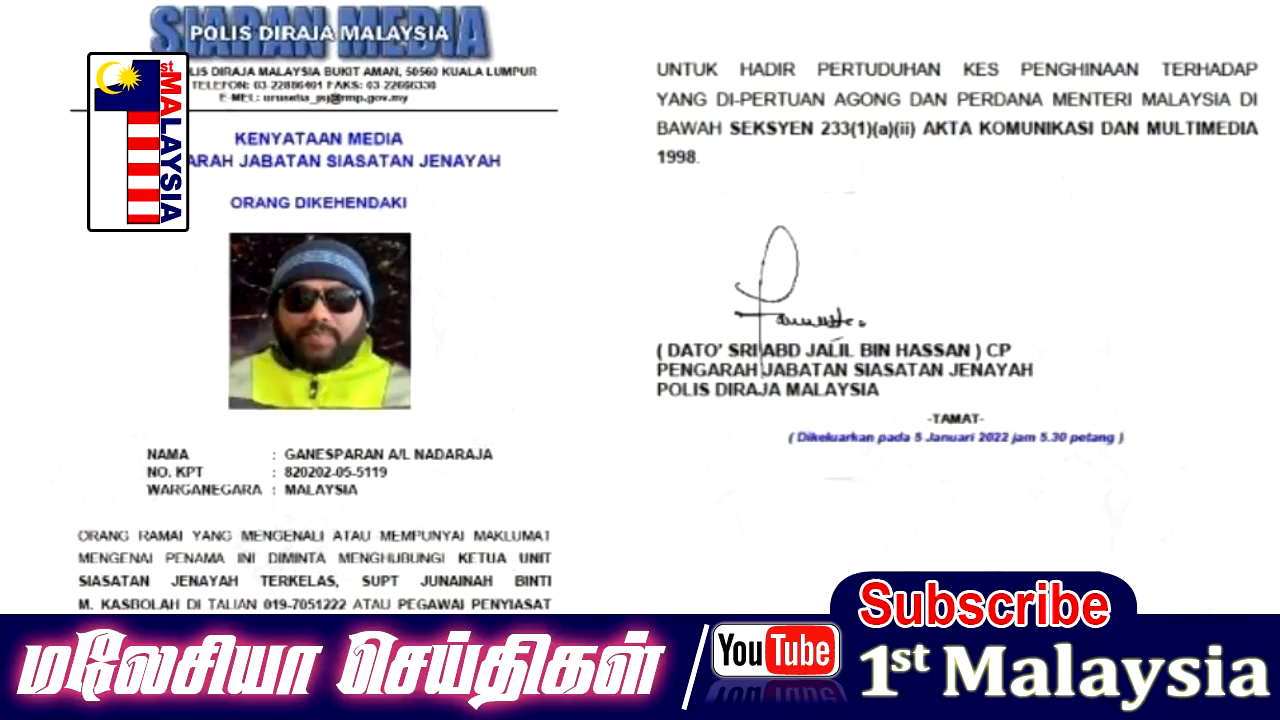 SIARAN MEDIA
POLIS DIRAJA MALAYSIA
LIS DIRAJA MALAYSIA BUKIT AMAN, 50560 KUALA LUMPUR
TELEFON: 03-22886401 FAKS: 03-22666330
E-MEL: urusetia_jsj@rmp.gov.my
KENYATAAN MEDIA
ARAH JABATAN SIASATAN JENAYAH
ORANG DIKEHENDAKI
NAMA : GANESPARAN A/L NADARAJA
NO. KPT : 820202-05-5119
WARGANEGARA : MALAYSIA
ORANG RAMAI YANG MENGENALI ATAU MEMPUNYAI MAKLUMAT
MENGENAI PENAMA INI DIMINTA MENGHUBUNGI KETUA UNIT
SIASATAN JENAYAH TERKELAS, SUPT JUNAINAH BINTI
M. KASBOLAH DI TALIAN 019-7051222 ATAU PEGAWAI PENYIASAT
1st MALAYSIA
UNTUK HADIR PERTUDUHAN KES PENGHINAAN TERHADAP
YANG DI-PERTUAN AGONG DAN PERDANA MENTERI MALAYSIA DI
BAWAH SEKSYEN 233(1)(a)(ii) AKTA KOMUNIKASI DAN MULTIMEDIA
1998.
( DATO' SRI ABD JALIL BIN HASSAN ) CP
PENGARAH JABATAN SIASATAN JENAYAH
POLIS DIRAJA MALAYSIA
-TAMAT-
( Dikeluarkan pada 5 Januari 2022 jam 5.30 petang )
மலேசியா செய்திகள்
YouTube
Subscribe
1st Malaysia